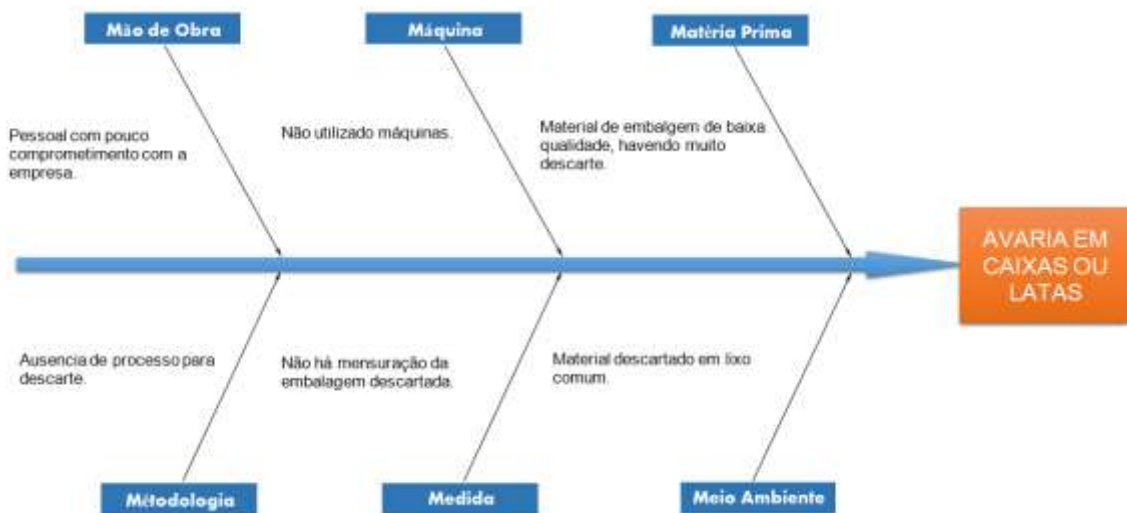 Mão de Obra
Máquina
Matéria Prima
Pessoal com pouco
comprometimento com a
empresa.
Não utilizado máquinas.
Material de embalgem de baixa
qualidade, havendo muito
descarte.
AVARIA EM
CAIXAS OU
LATAS
Ausencia de processo para
descarte.
Não há mensuração da
embalagem descartada.
Material descartado em lixo
comum.
Métodologia
Medida
Meio Ambiente